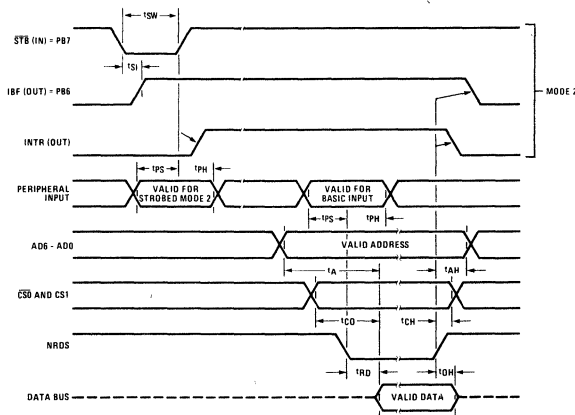 tSW
STB (IN) = PB7
tSI
IBF (OUT) = PB6
MODE 2
INTR (OUT)
tPS tPH
PERIPHERAL INPUT
VALID FOR STROBED MODE 2
VALID FOR BASIC INPUT
tPS tPH
AD6 - AD0
VALID ADDRESS
tA tAH
CS0 AND CS1
tCO tCH
NRDS
tRD tOH
DATA BUS
VALID DATA